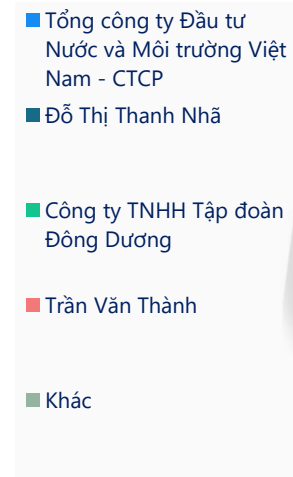 Tổng công ty Đầu tư
Nước và Môi trường Việt
Nam - CTCP
Đỗ Thị Thanh Nhã
Công ty TNHH Tập đoàn
Đông Dương
Trần Văn Thành
Khác